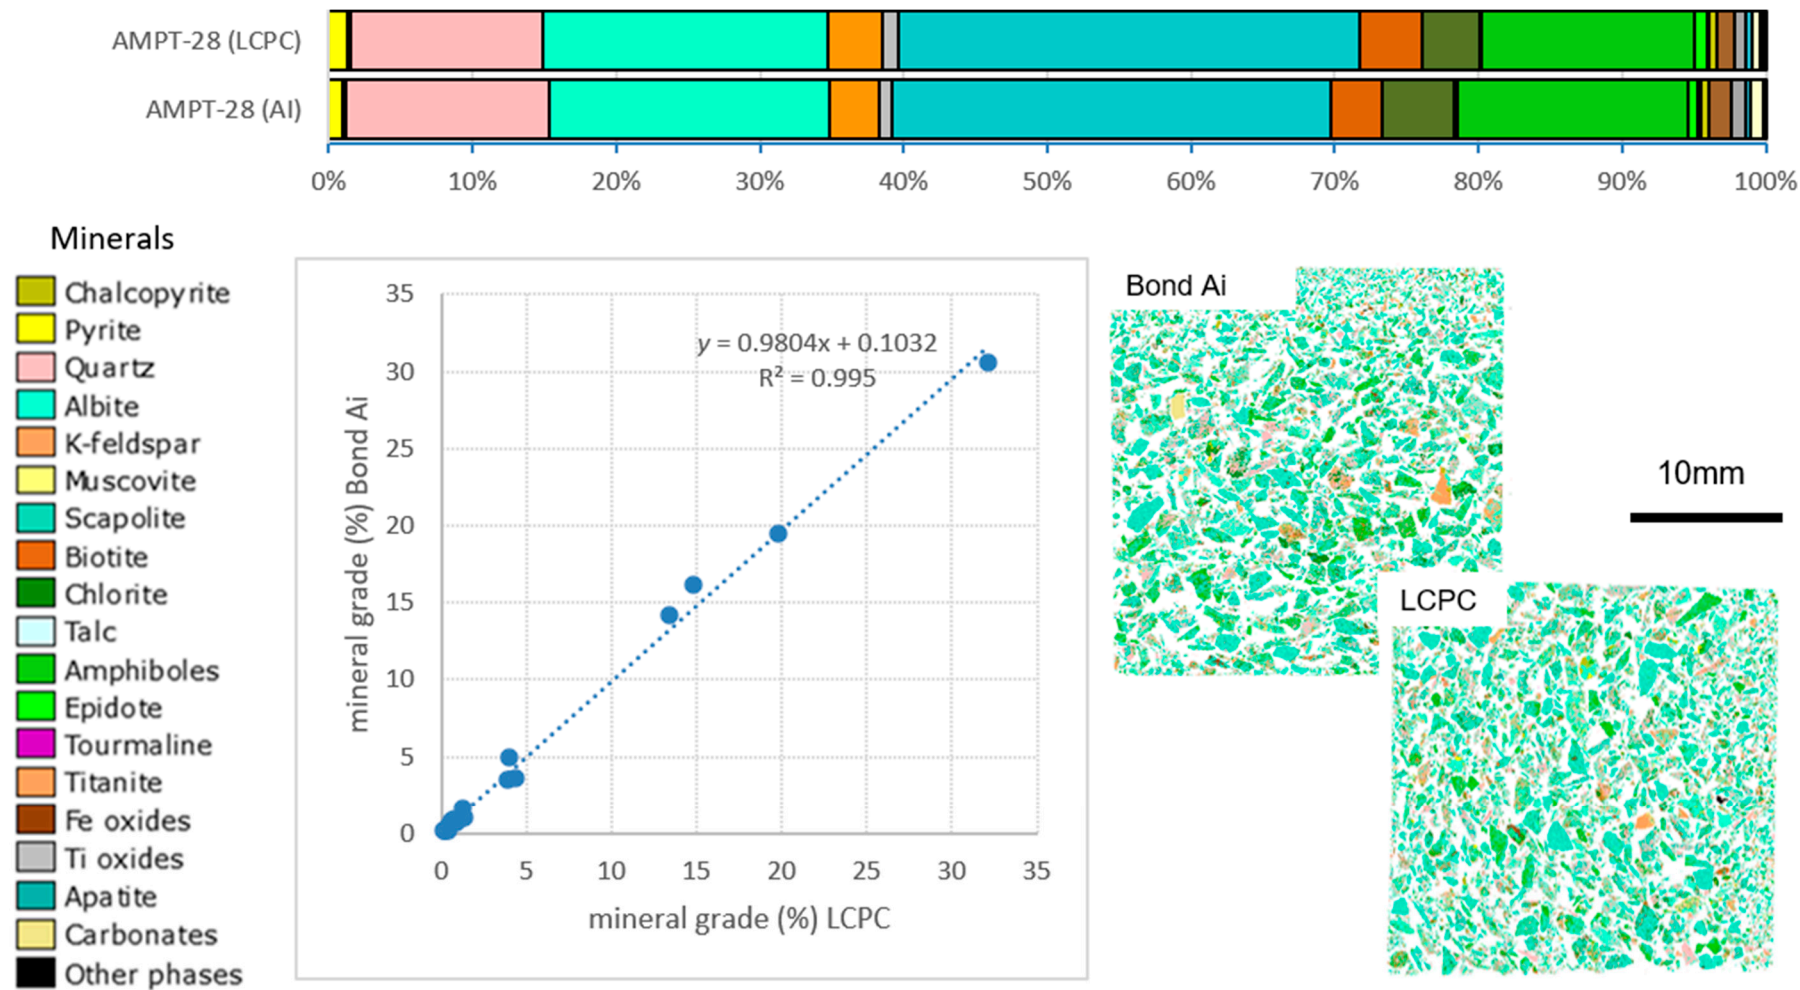 AMPT-28 (LCPC)
AMPT-28 (AI)
0% 10% 20% 30% 40% 50% 60% 70% 80% 90% 100%
Minerals
Chalcopyrite
Pyrite
Quartz
Albite
K-feldspar
Muscovite
Scapolite
Biotite
Chlorite
Talc
Amphiboles
Epidote
Tourmaline
Titanite
Fe oxides
Ti oxides
Apatite
Carbonates
Other phases
mineral grade (%) Bond Ai
35
30
25
20
15
10
5
0
y = 0.9804x + 0.1032
R² = 0.995
0 5 10 15 20 25 30 35
mineral grade (%) LCPC
Bond Ai
10mm
LCPC